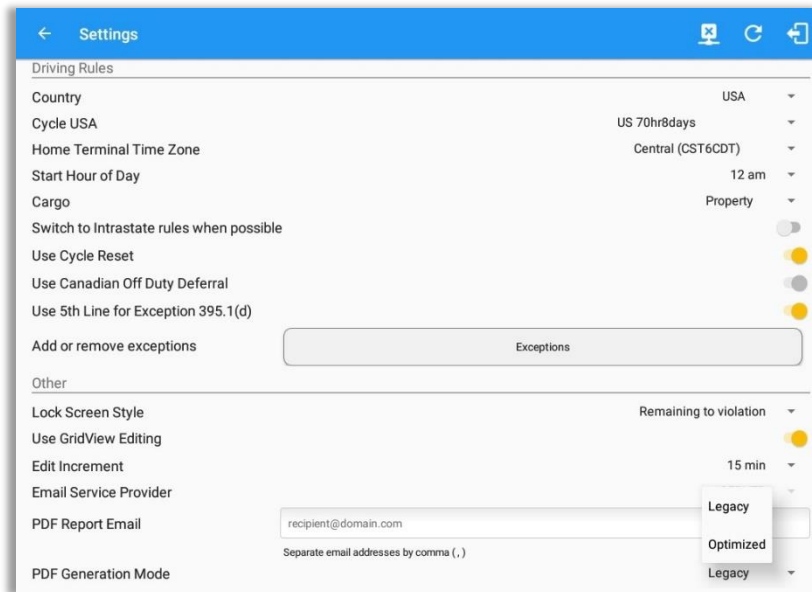 Settings
Driving Rules
Country USA
Cycle USA US 70hr8days
Home Terminal Time Zone Central (CST6CDT)
Start Hour of Day 12 am
Cargo Property
Switch to Intrastate rules when possible
Use Cycle Reset
Use Canadian Off Duty Deferral
Use 5th Line for Exception 395.1(d)
Add or remove exceptions Exceptions
Other
Lock Screen Style Remaining to violation
Use GridView Editing
Edit Increment 15 min
Email Service Provider
Legacy
PDF Report Email recipient@domain.com
Optimized
Separate email addresses by comma ( , )
PDF Generation Mode Legacy